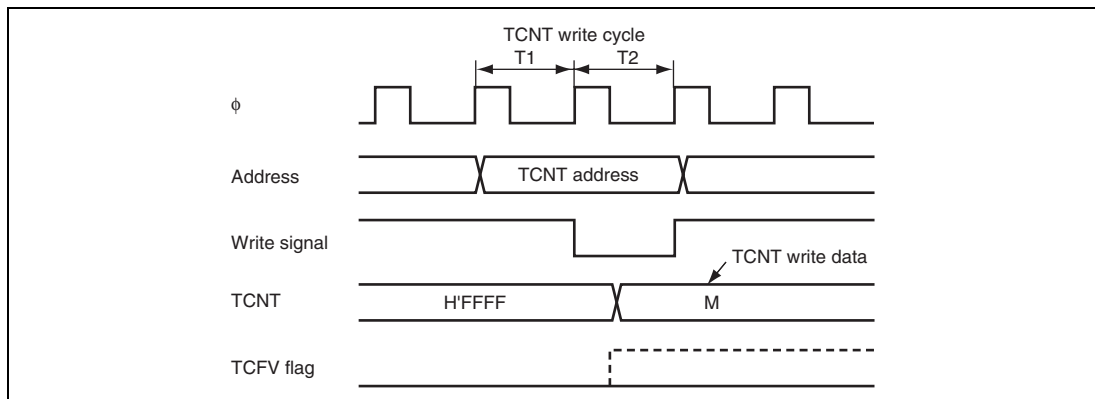 TCNT write cycle
T1 T2
ϕ
Address TCNT address
Write signal
TCNT write data
TCNT H'FFFF M
TCFV flag